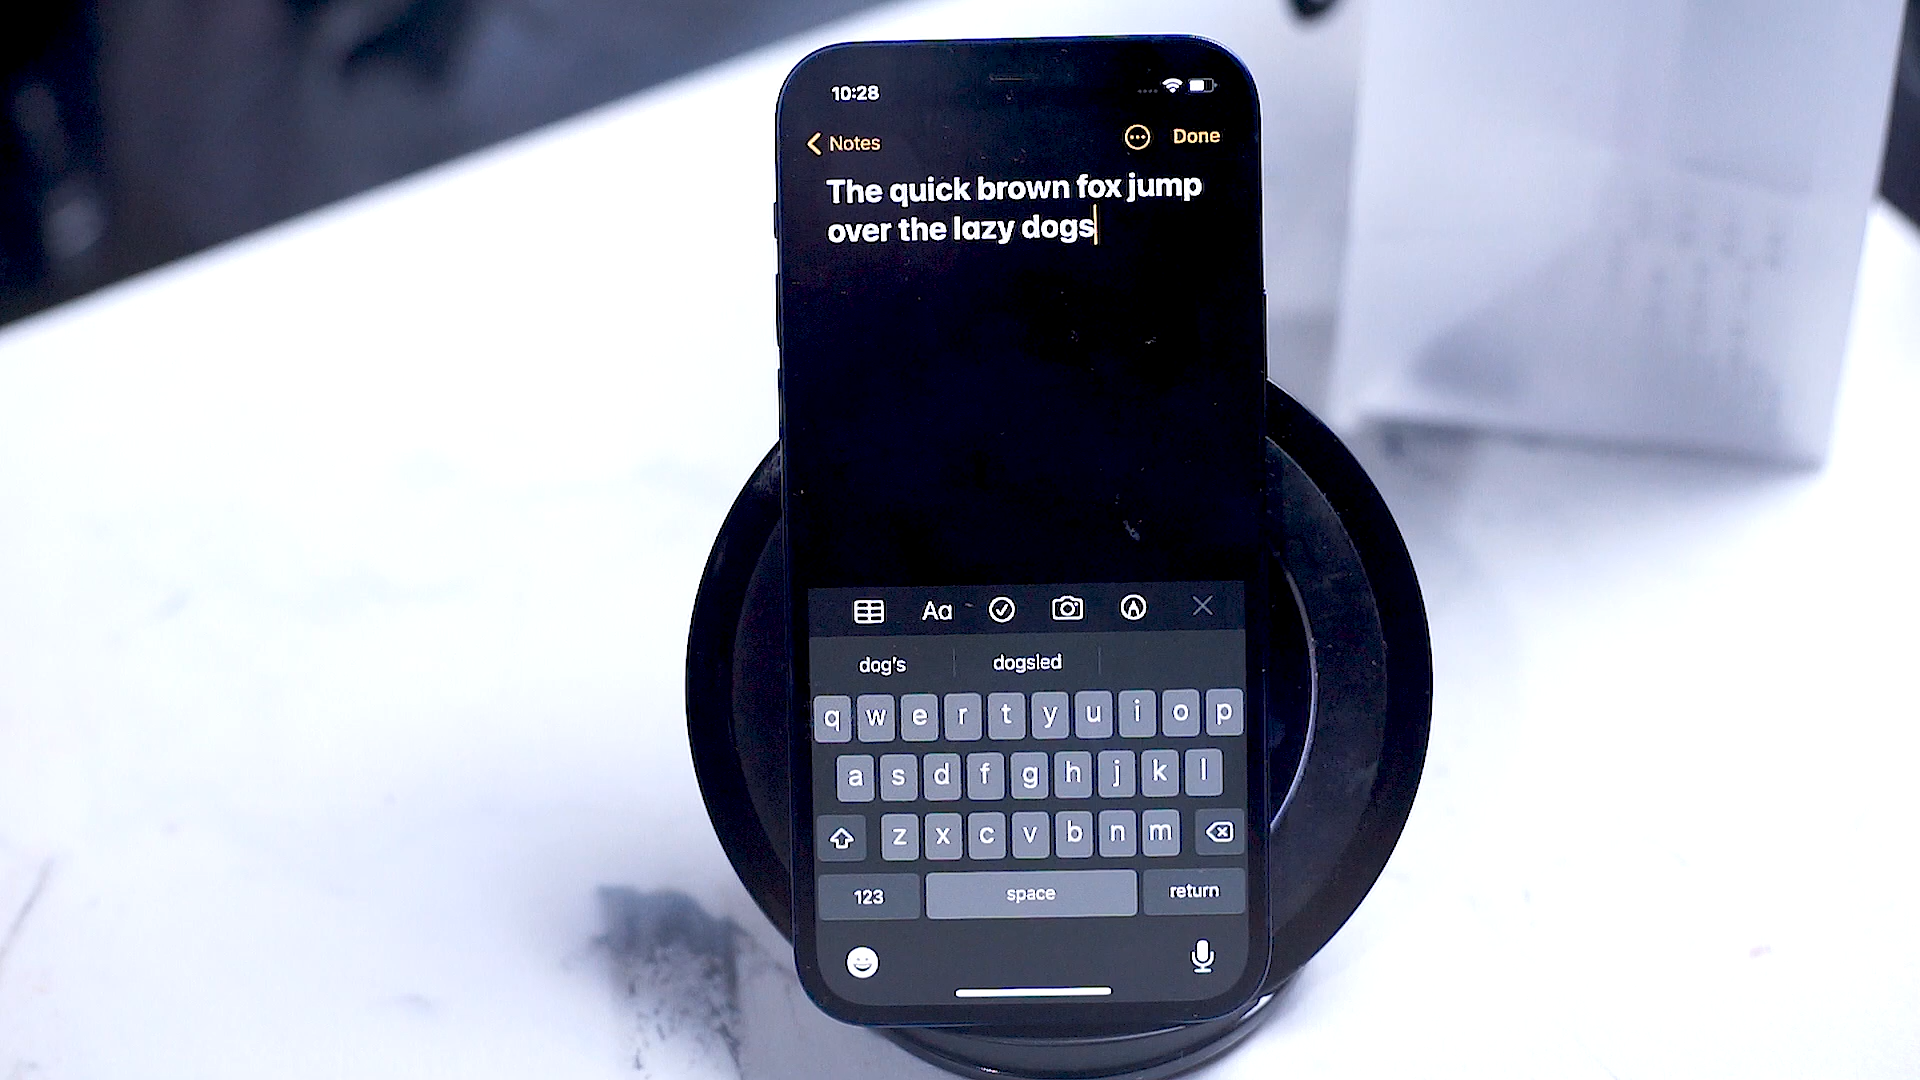 10:28
Notes
Done
The quick brown fox jump
over the lazy dogs
Aa
dog's
dogsled
q w e r t y u i o p
a s d f g h j k l
z x c v b n m
123
space
return